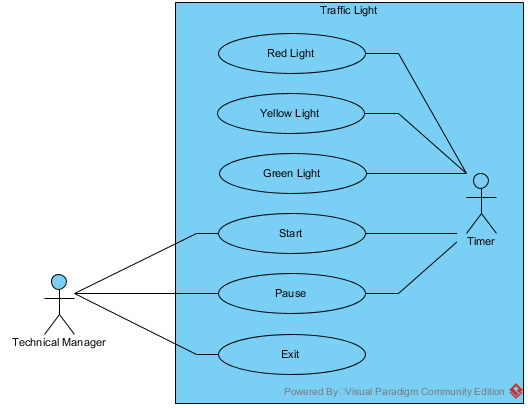 Traffic Light
Red Light
Yellow Light
Green Light
Start
Timer
Pause
Technical Manager
Exit
Powered By Visual Paradigm Community Edition